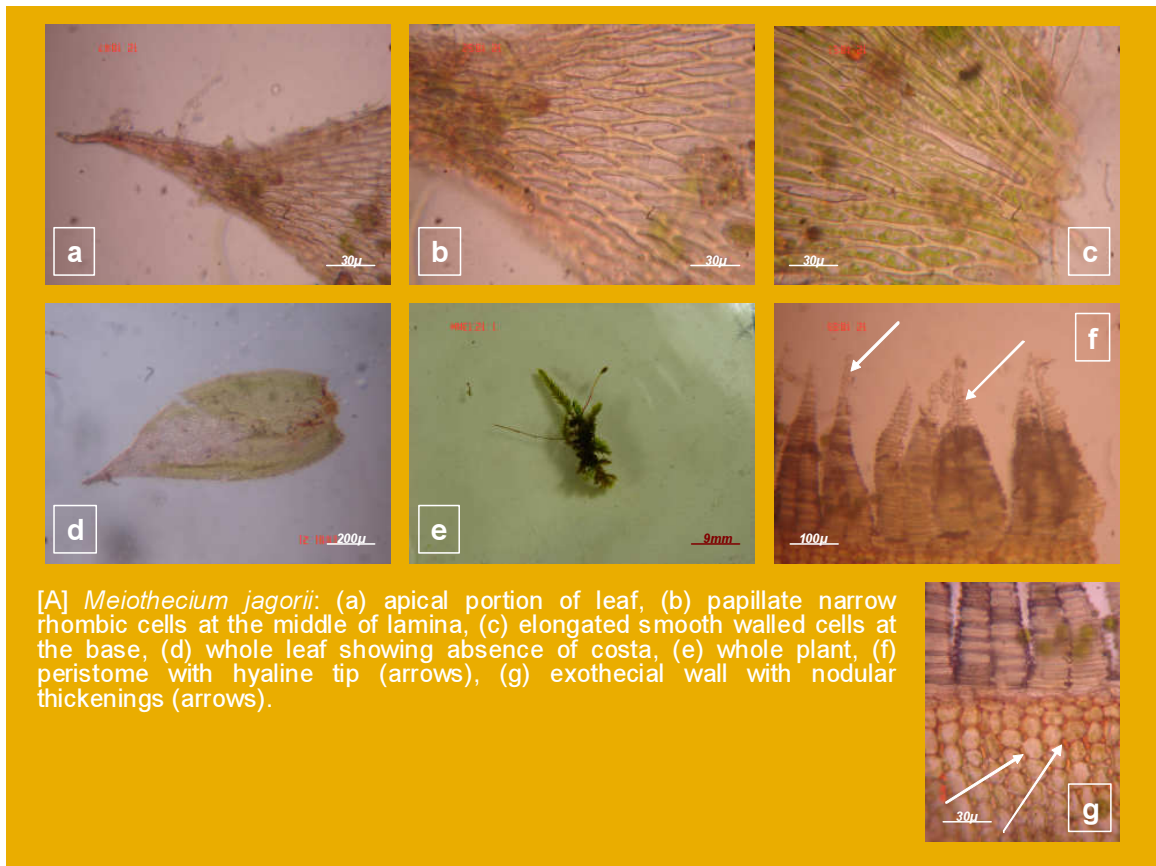 a
30µ
b
30µ
c
30µ
d
200µ
e
9mm
f
100µ
[A] Meiothecium jagorii: (a) apical portion of leaf, (b) papillate narrow
rhombic cells at the middle of lamina, (c) elongated smooth walled cells at
the base, (d) whole leaf showing absence of costa, (e) whole plant, (f)
peristome with hyaline tip (arrows), (g) exothecial wall with nodular
thickenings (arrows).
g
30µ